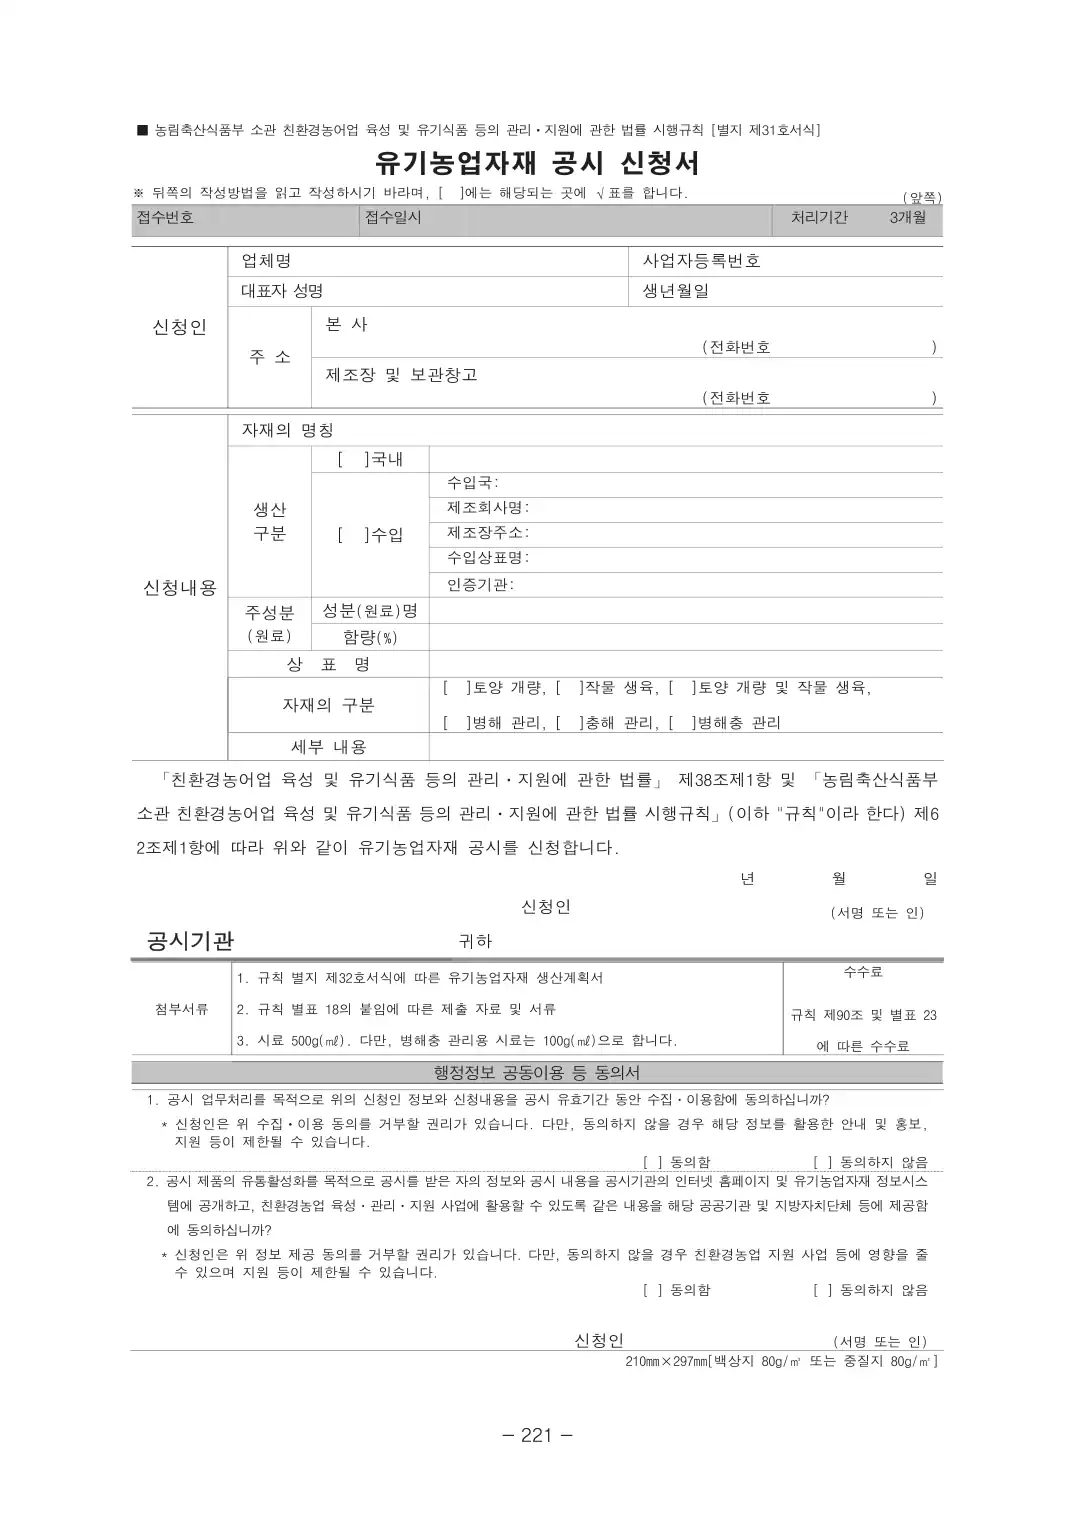 ■ 농림축산식품부 소관 친환경농어업 육성 및 유기식품 등의 관리·지원에 관한 법률 시행규칙 [별지 제31호서식]
유기농업자재 공시 신청서
※ 뒤쪽의 작성방법을 읽고 작성하시기 바라며, [ ]에는 해당되는 곳에 √표를 합니다.
(앞쪽)
접수번호 접수일시 처리기간 3개월
신청인
업체명 사업자등록번호
대표자 성명 생년월일
주 소
본 사
(전화번호 )
제조장 및 보관창고
(전화번호 )
신청내용
자재의 명칭
생산
구분
[ ]국내
[ ]수입
수입국:
제조회사명:
제조장주소:
수입상표명:
인증기관:
주성분
(원료)
성분(원료)명
함량(%)
상 표 명
자재의 구분
[ ]토양 개량, [ ]작물 생육, [ ]토양 개량 및 작물 생육,
[ ]병해 관리, [ ]충해 관리, [ ]병해충 관리
세부 내용
「친환경농어업 육성 및 유기식품 등의 관리·지원에 관한 법률」 제38조제1항 및 「농림축산식품부
소관 친환경농어업 육성 및 유기식품 등의 관리·지원에 관한 법률 시행규칙」(이하 "규칙"이라 한다) 제6
2조제1항에 따라 위와 같이 유기농업자재 공시를 신청합니다.
년 월 일
신청인 (서명 또는 인)
공시기관 귀하
첨부서류
1. 규칙 별지 제32호서식에 따른 유기농업자재 생산계획서
2. 규칙 별표 18의 붙임에 따른 제출 자료 및 서류
3. 시료 500g(㎖). 다만, 병해충 관리용 시료는 100g(㎖)으로 합니다.
수수료
규칙 제90조 및 별표 23
에 따른 수수료
행정정보 공동이용 등 동의서
1. 공시 업무처리를 목적으로 위의 신청인 정보와 신청내용을 공시 유효기간 동안 수집·이용함에 동의하십니까?
* 신청인은 위 수집·이용 동의를 거부할 권리가 있습니다. 다만, 동의하지 않을 경우 해당 정보를 활용한 안내 및 홍보,
지원 등이 제한될 수 있습니다.
[ ] 동의함 [ ] 동의하지 않음
2. 공시 제품의 유통활성화를 목적으로 공시를 받은 자의 정보와 공시 내용을 공시기관의 인터넷 홈페이지 및 유기농업자재 정보시스
템에 공개하고, 친환경농업 육성·관리·지원 사업에 활용할 수 있도록 같은 내용을 해당 공공기관 및 지방자치단체 등에 제공함
에 동의하십니까?
* 신청인은 위 정보 제공 동의를 거부할 권리가 있습니다. 다만, 동의하지 않을 경우 친환경농업 지원 사업 등에 영향을 줄
수 있으며 지원 등이 제한될 수 있습니다.
[ ] 동의함 [ ] 동의하지 않음
신청인 (서명 또는 인)
210㎜×297㎜[백상지 80g/㎡ 또는 중질지 80g/㎡]
- 221 -